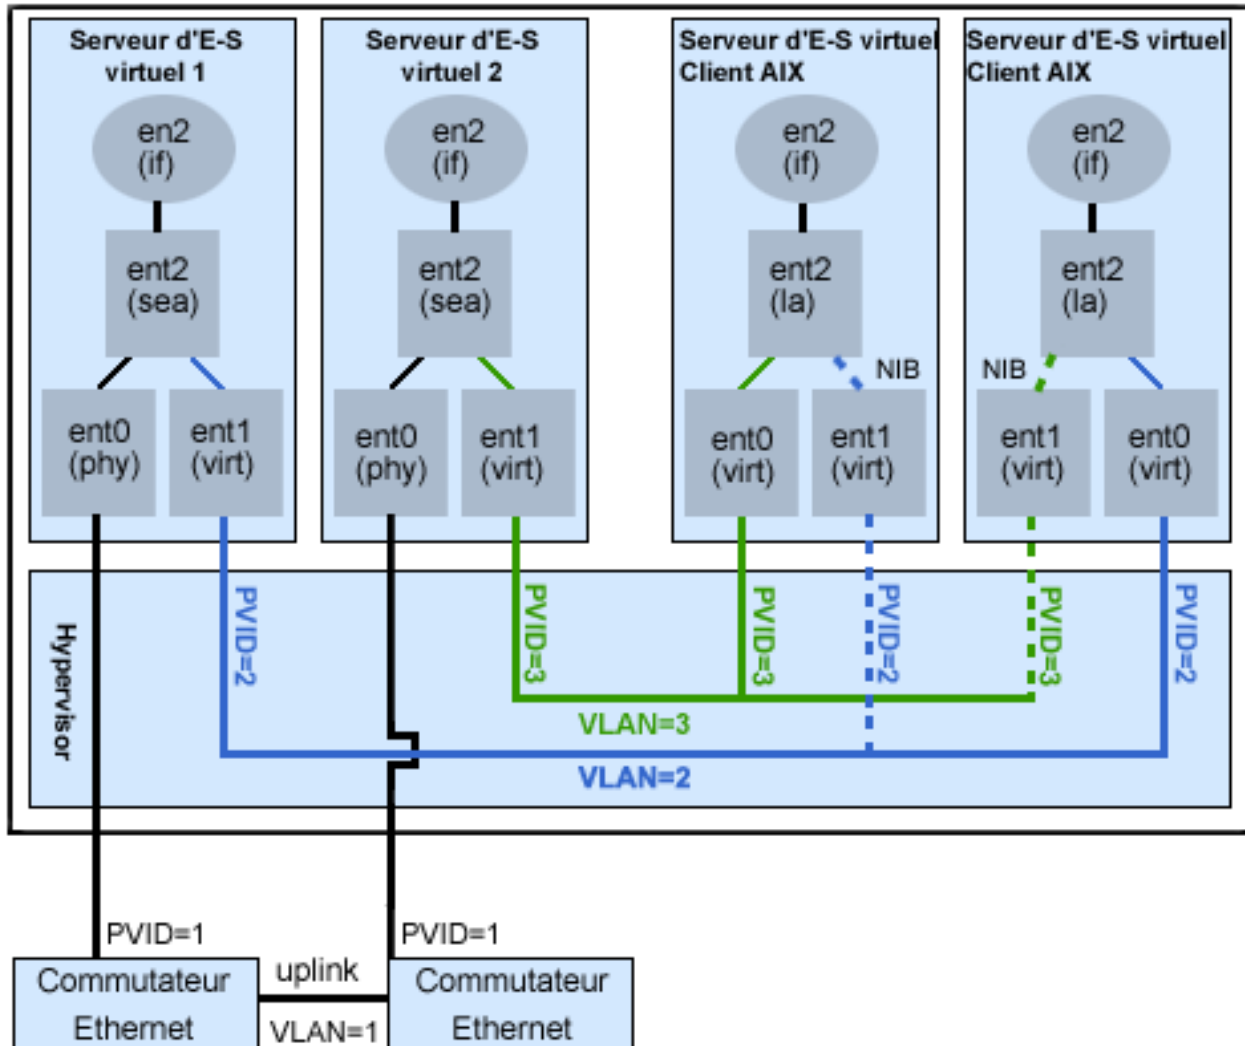 Serveur d'E-S
virtuel 1
en2
(if)
ent2
(sea)
ent0
(phy)
ent1
(virt)
Serveur d'E-S
virtuel 2
en2
(if)
ent2
(sea)
ent0
(phy)
ent1
(virt)
Serveur d'E-S virtuel
Client AIX
en2
(if)
ent2
(la)
NIB
ent0
(virt)
ent1
(virt)
Serveur d'E-S virtuel
Client AIX
en2
(if)
ent2
(la)
NIB
ent1
(virt)
ent0
(virt)
Hypervisor
PVID=2
PVID=3
PVID=3
PVID=2
PVID=3
PVID=2
VLAN=3
VLAN=2
PVID=1
PVID=1
Commutateur
Ethernet
uplink
VLAN=1
Commutateur
Ethernet